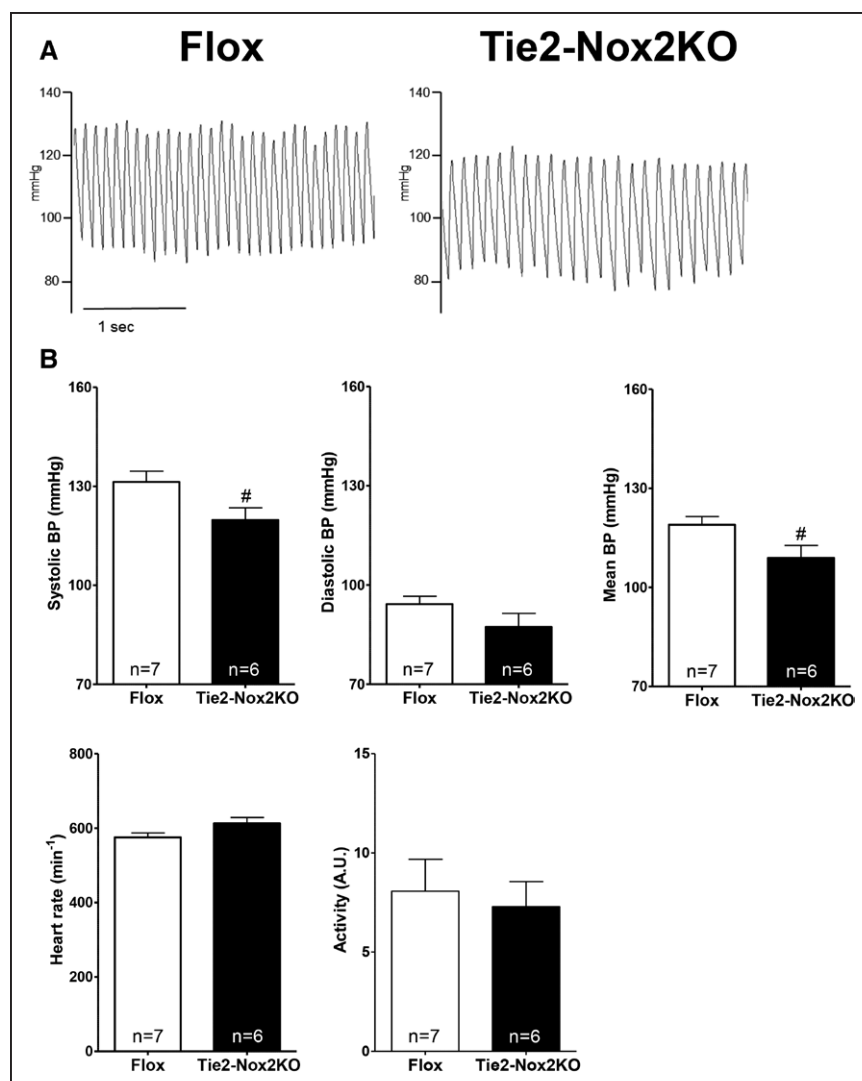 A
Flox
Tie2-Nox2KO
140
120
100
80
mmHg
1 sec
140
120
100
80
mmHg
B
160
130
100
70
Systolic BP (mmHg)
#
n=7
n=6
Flox
Tie2-Nox2KO
160
130
100
70
Diastolic BP (mmHg)
n=7
n=6
Flox
Tie2-Nox2KO
160
130
100
70
Mean BP (mmHg)
#
n=7
n=6
Flox
Tie2-Nox2KO
800
600
400
200
0
Heart rate (min⁻¹)
n=7
n=6
Flox
Tie2-Nox2KO
15
10
5
0
Activity (A.U.)
n=7
n=6
Flox
Tie2-Nox2KO